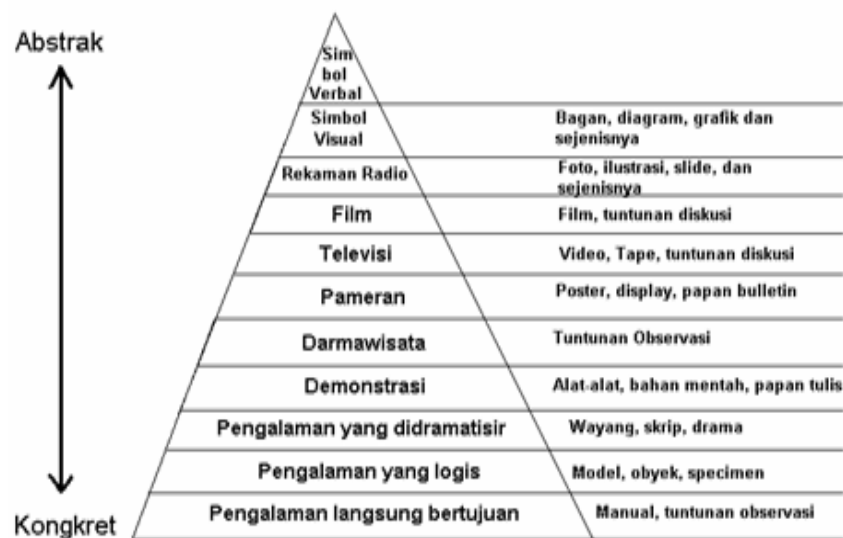 Abstrak
Sim
bol
Verbal
Simbol
Visual
Bagan, diagram, grafik dan
sejenisnya
Rekaman Radio
Foto, ilustrasi, slide, dan
sejenisnya
Film
Film, tuntunan diskusi
Televisi
Video, Tape, tuntunan diskusi
Pameran
Poster, display, papan bulletin
Darmawisata
Tuntunan Observasi
Demonstrasi
Alat-alat, bahan mentah, papan tulis
Pengalaman yang didramatisir
Wayang, skrip, drama
Pengalaman yang logis
Model, obyek, specimen
Pengalaman langsung bertujuan
Manual, tuntunan observasi
Kongkret